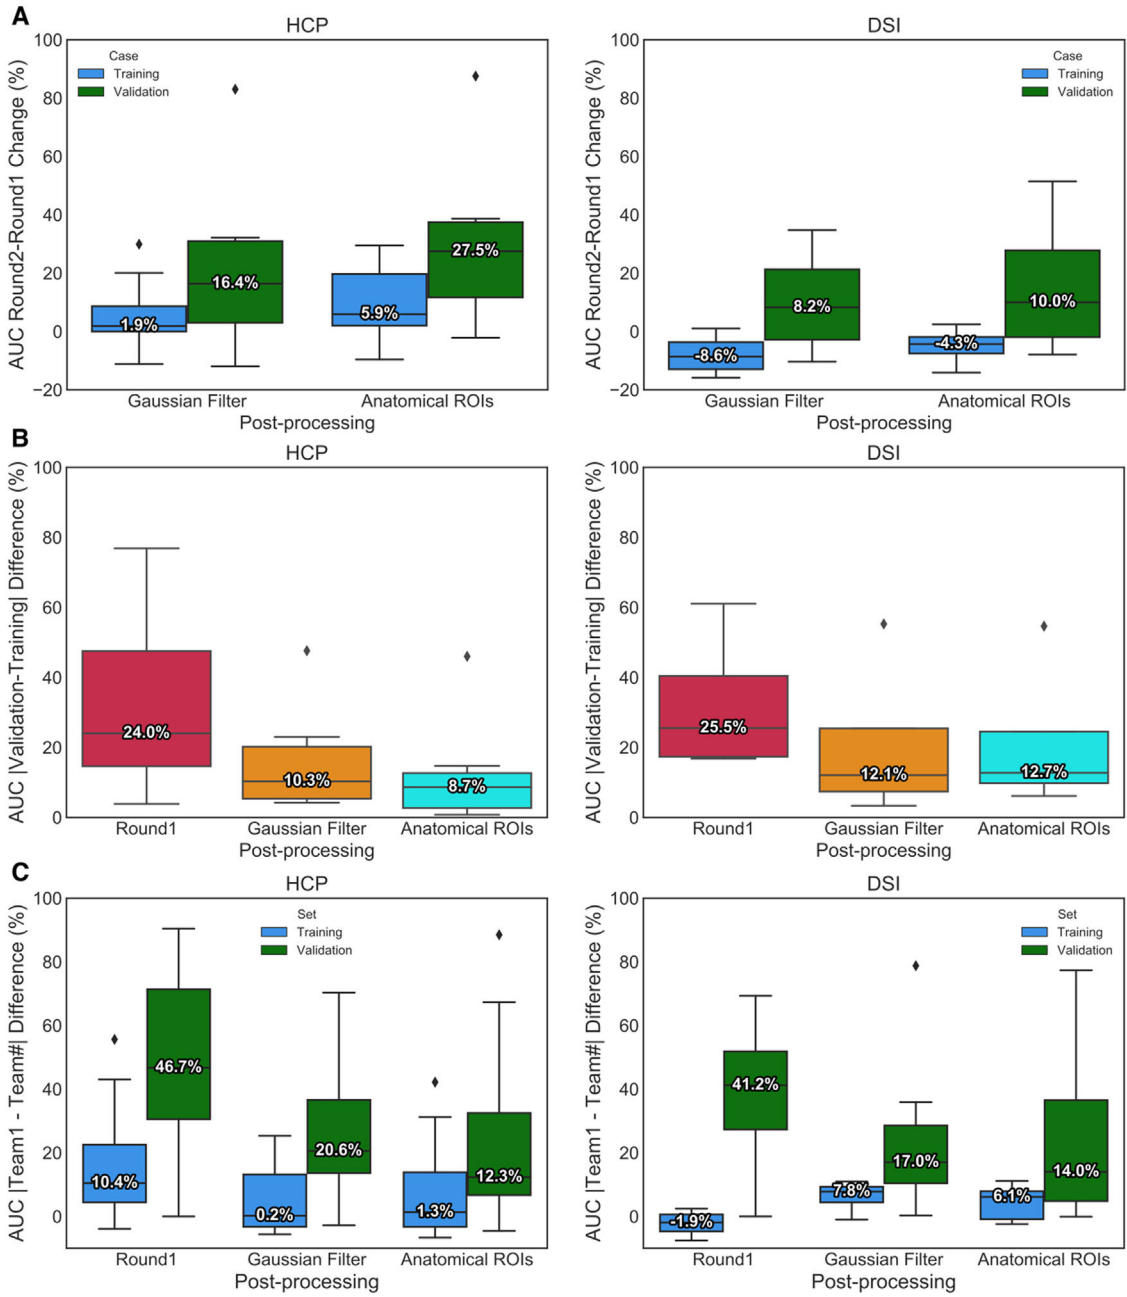 A
HCP
DSI
AUC Round2-Round1 Change (%)
100
80
60
40
20
0
−20
Case
Training
Validation
1.9%
16.4%
5.9%
27.5%
Gaussian Filter
Anatomical ROIs
Post-processing
AUC Round2-Round1 Change (%)
100
80
60
40
20
0
−20
Case
Training
Validation
-8.6%
8.2%
-4.3%
10.0%
Gaussian Filter
Anatomical ROIs
Post-processing
B
HCP
DSI
AUC |Validation-Training| Difference (%)
100
80
60
40
20
0
24.0%
10.3%
8.7%
Round1
Gaussian Filter
Anatomical ROIs
Post-processing
AUC |Validation-Training| Difference (%)
100
80
60
40
20
0
25.5%
12.1%
12.7%
Round1
Gaussian Filter
Anatomical ROIs
Post-processing
C
HCP
DSI
AUC |Team1 - Team#| Difference (%)
100
80
60
40
20
0
Set
Training
Validation
10.4%
46.7%
0.2%
20.6%
1.3%
12.3%
Round1
Gaussian Filter
Anatomical ROIs
Post-processing
AUC |Team1 - Team#| Difference (%)
100
80
60
40
20
0
Set
Training
Validation
-1.9%
41.2%
7.8%
17.0%
6.1%
14.0%
Round1
Gaussian Filter
Anatomical ROIs
Post-processing